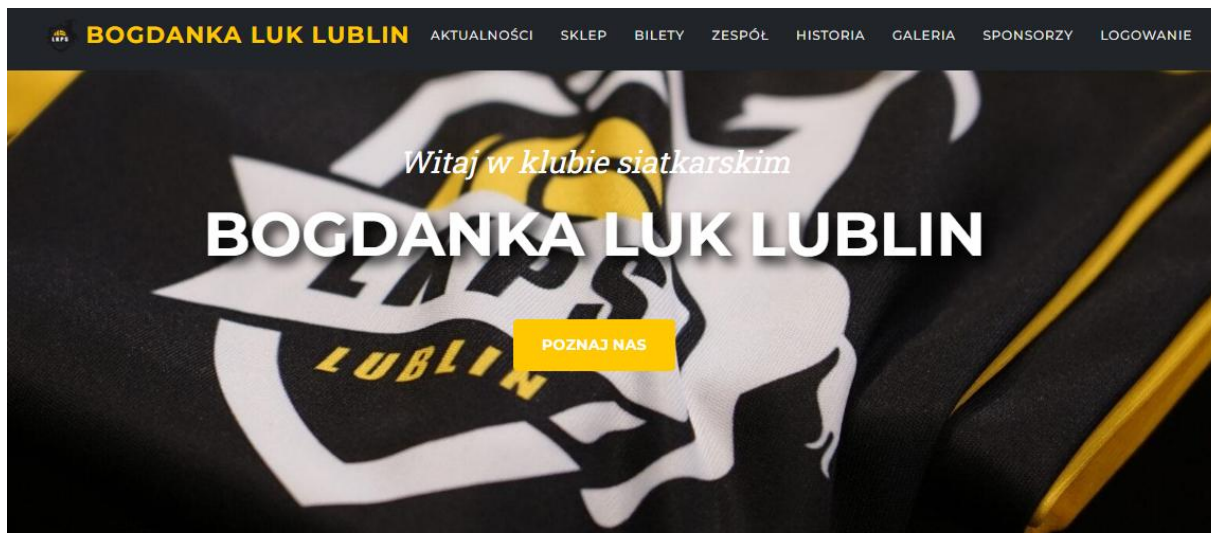 LKPS
BOGDANKA LUK LUBLIN AKTUALNOŚCI SKLEP BILETY ZESPÓŁ HISTORIA GALERIA SPONSORZY LOGOWANIE
Witaj w klubie siatkarskim
BOGDANKA LUK LUBLIN
LKPS
LUBLIN
POZNAJ NAS